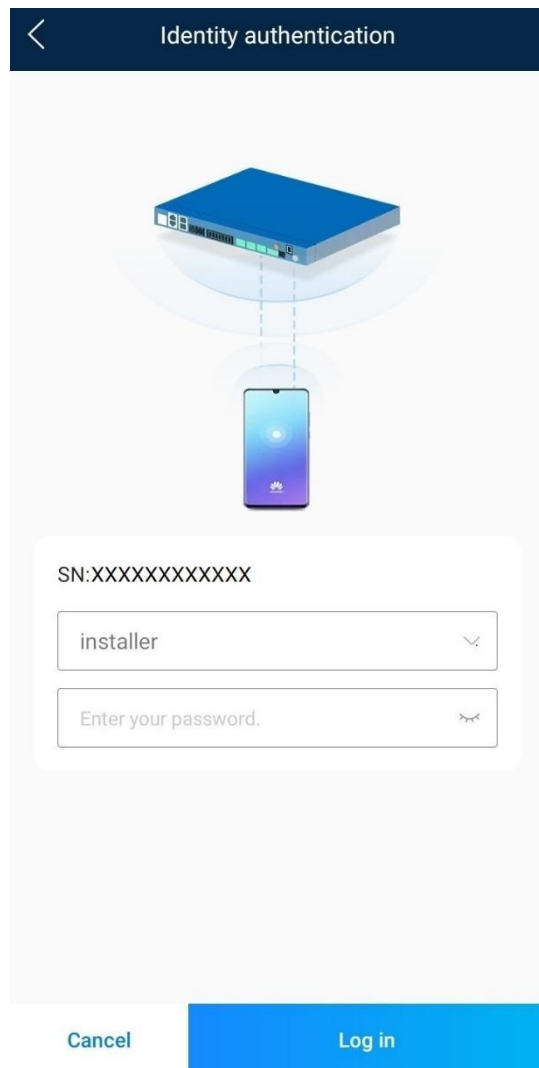 Identity authentication
SN:XXXXXXXXXXXX
installer
Enter your password.
Cancel
Log in